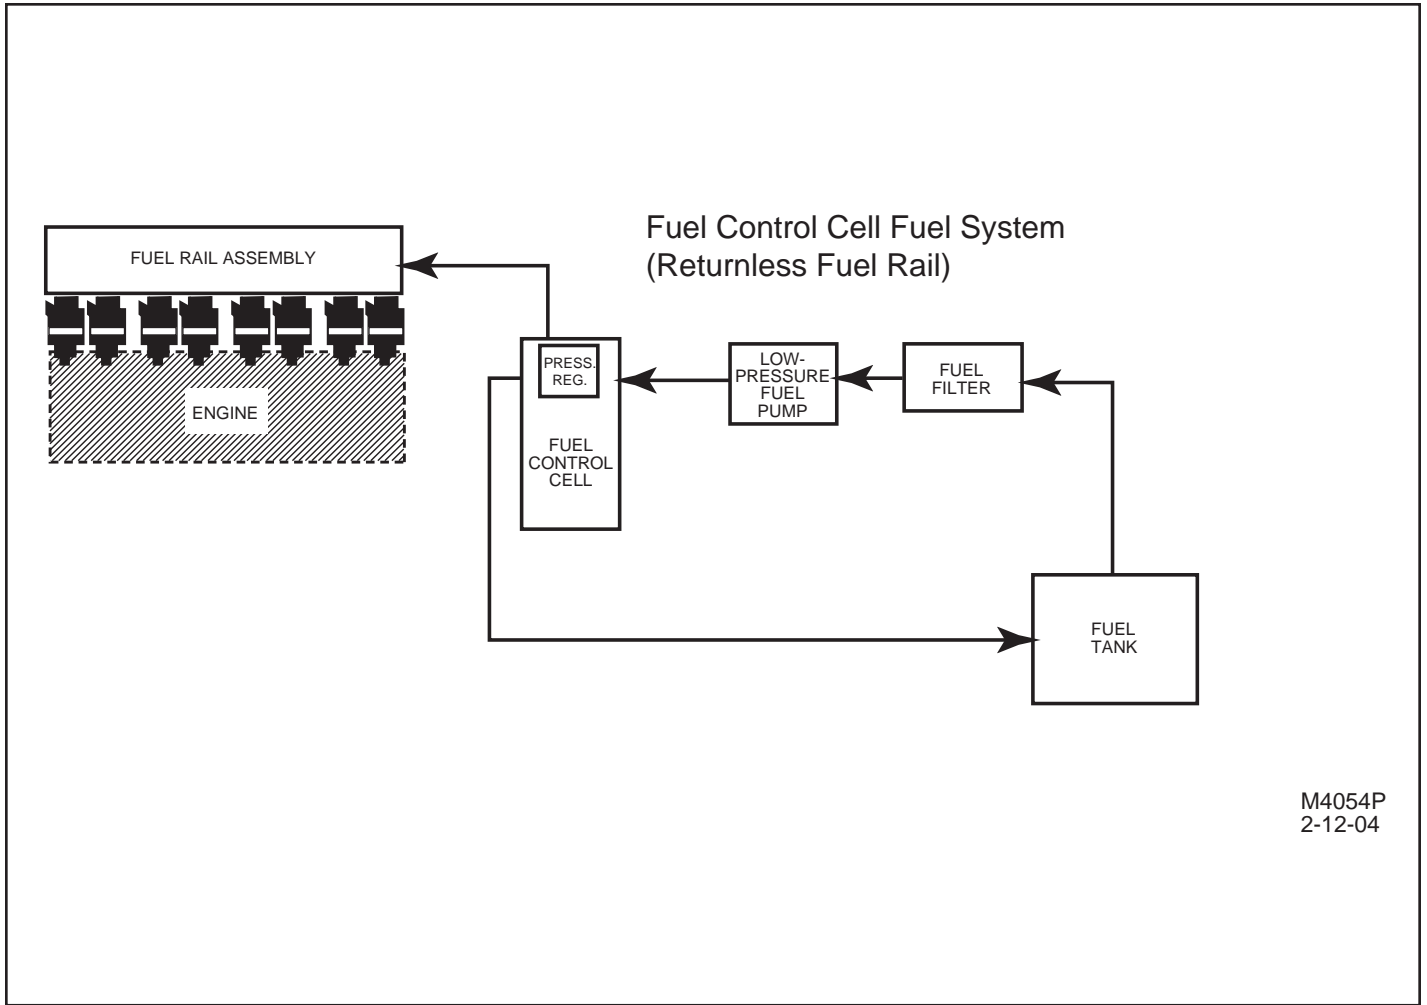 Fuel Control Cell Fuel System
(Returnless Fuel Rail)
FUEL RAIL ASSEMBLY
ENGINE
PRESS.
REG.
FUEL
CONTROL
CELL
LOW-
PRESSURE
FUEL
PUMP
FUEL
FILTER
FUEL
TANK
M4054P
2-12-04